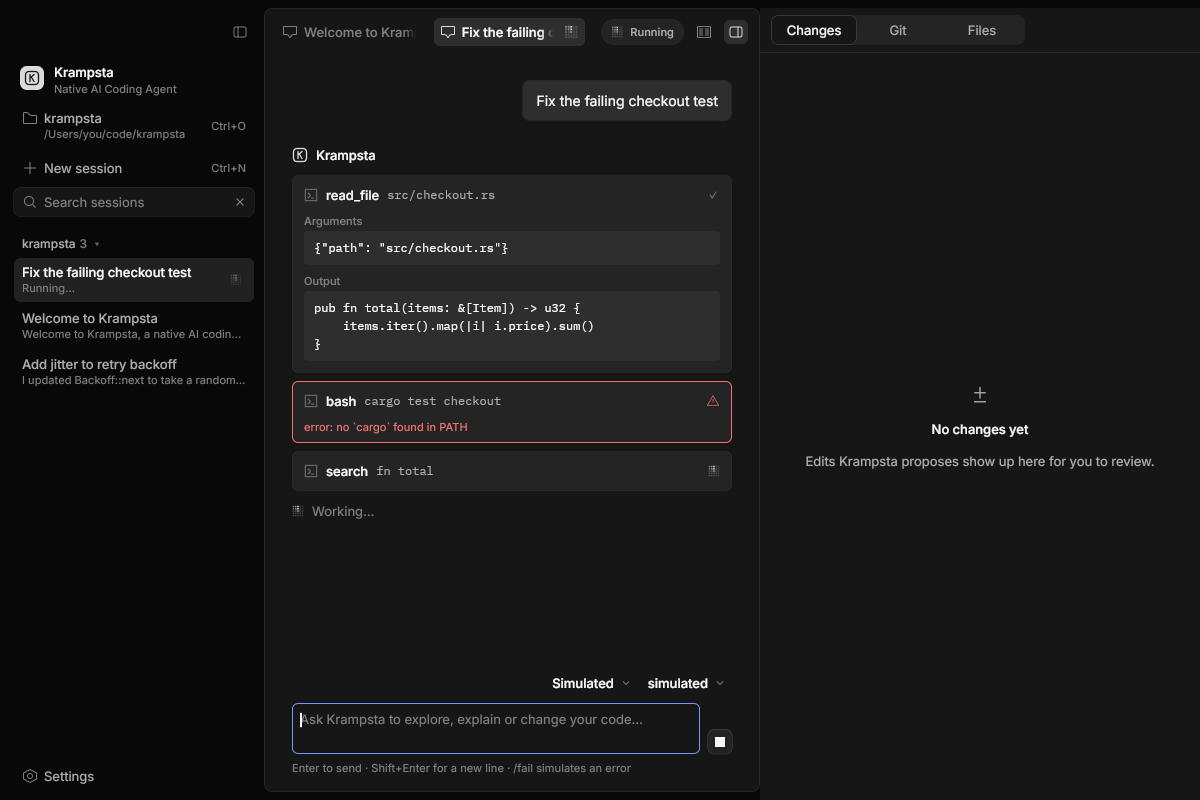 Krampsta
Native AI Coding Agent
krampsta
/Users/you/code/krampsta
Ctrl+O
New session
Ctrl+N
Search sessions
krampsta 3
Fix the failing checkout test
Running...
Welcome to Krampsta
Welcome to Krampsta, a native AI codin...
Add jitter to retry backoff
I updated Backoff::next to take a random...
Settings
Welcome to Kram
Fix the failing
Running
Fix the failing checkout test
Krampsta
read_file src/checkout.rs
Arguments
{"path": "src/checkout.rs"}
Output
pub fn total(items: &[Item]) -> u32 {
items.iter().map(|i| i.price).sum()
}
bash cargo test checkout
error: no `cargo` found in PATH
search fn total
Working...
Simulated
simulated
Ask Krampsta to explore, explain or change your code...
Enter to send · Shift+Enter for a new line · /fail simulates an error
Changes
Git
Files
No changes yet
Edits Krampsta proposes show up here for you to review.